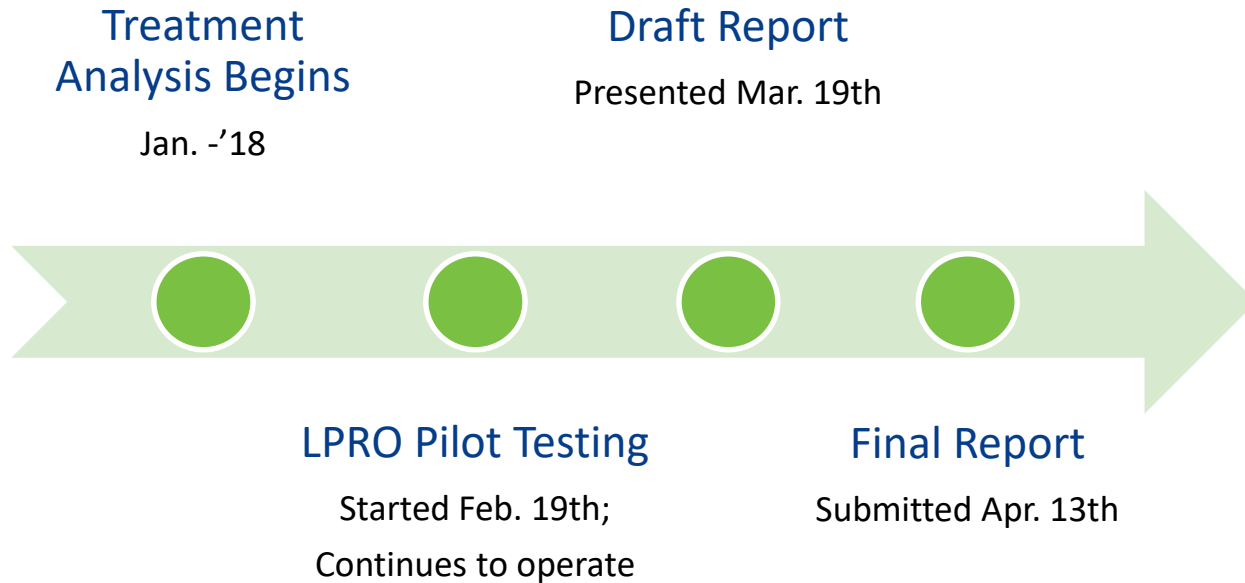 Treatment
Analysis Begins
Jan. -’18
LPRO Pilot Testing
Started Feb. 19th;
Continues to operate
Draft Report
Presented Mar. 19th
Final Report
Submitted Apr. 13th